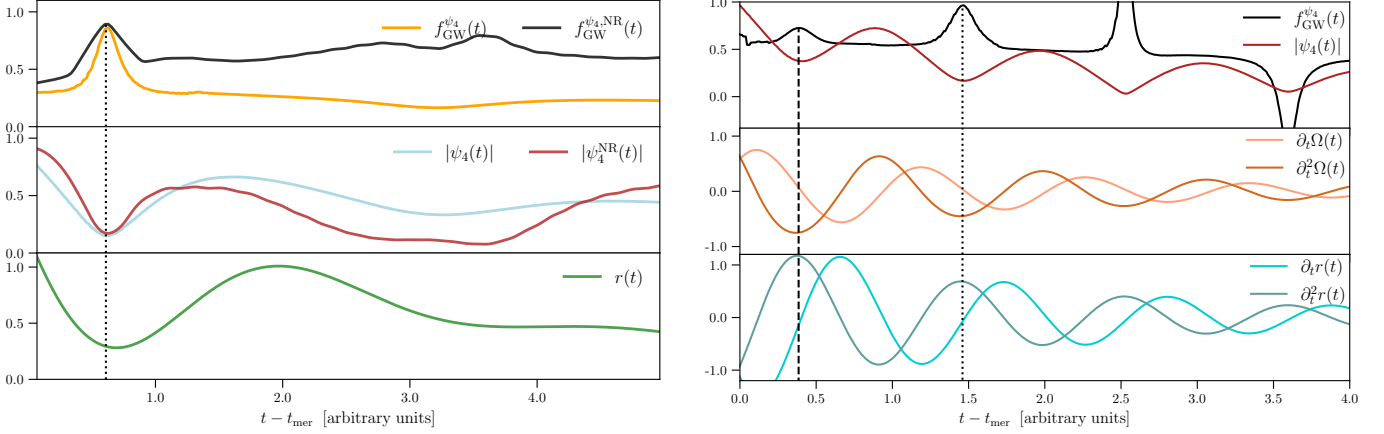 1.0
0.5
0.0
f_GW^ψ₄(t) f_GW^ψ₄,NR(t)
1.0
0.5
0.0
|ψ₄(t)| |ψ₄^NR(t)|
1.0
0.5
0.0
r(t)
1.0 2.0 3.0 4.0
t − t_mer [arbitrary units]
1.0
0.5
0.0
f_GW^ψ₄(t)
|ψ₄(t)|
1.0
0.0
-1.0
∂_tΩ(t)
∂_t²Ω(t)
1.0
0.0
-1.0
∂_t r(t)
∂_t² r(t)
0.0 0.5 1.0 1.5 2.0 2.5 3.0 3.5 4.0
t − t_mer [arbitrary units]